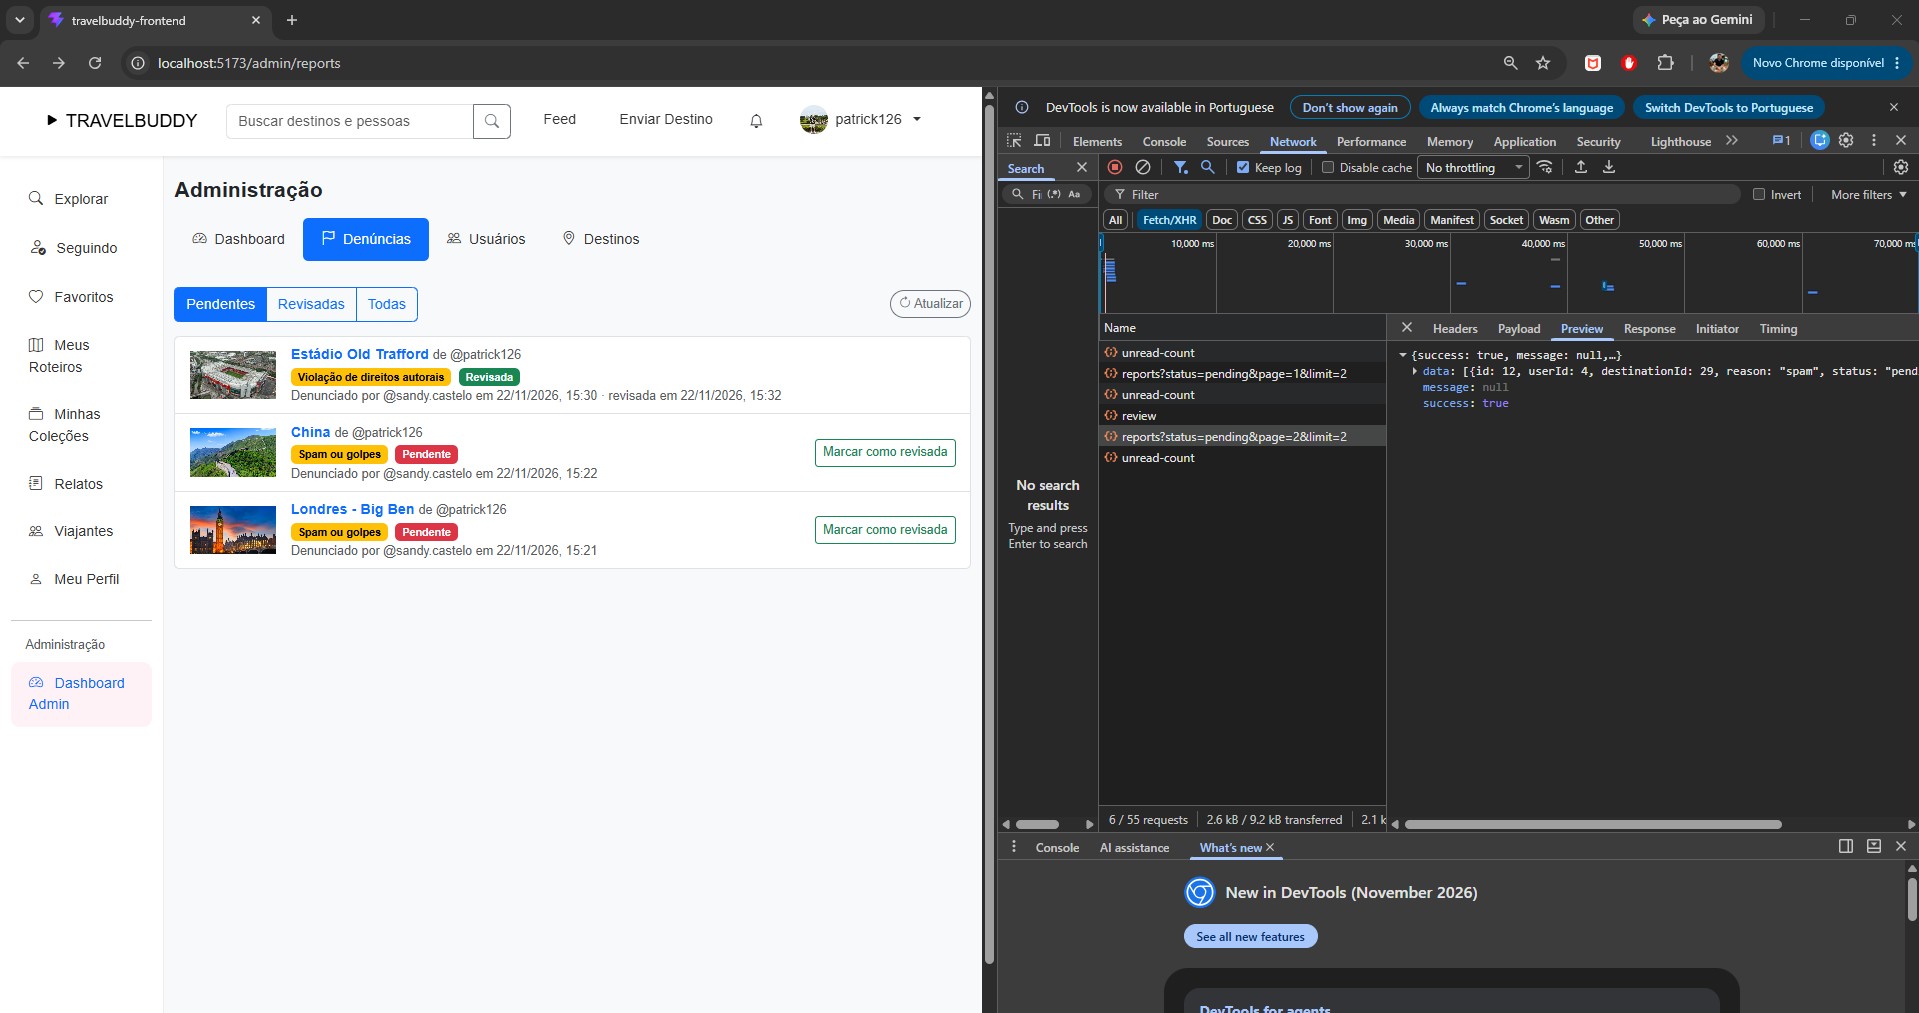 travelbuddy-frontend
Peça ao Gemini
localhost:5173/admin/reports
Novo Chrome disponível
TRAVELBUDDY
Buscar destinos e pessoas
Feed
Enviar Destino
patrick126
Explorar
Seguindo
Favoritos
Meus
Roteiros
Minhas
Coleções
Relatos
Viajantes
Meu Perfil
Administração
Dashboard
Admin
Administração
Dashboard
Denúncias
Usuários
Destinos
Pendentes
Revisadas
Todas
Atualizar
Estádio Old Trafford de @patrick126
Violação de direitos autorais
Revisada
Denunciado por @sandy.castelo em 22/11/2026, 15:30 · revisada em 22/11/2026, 15:32
China de @patrick126
Spam ou golpes
Pendente
Denunciado por @sandy.castelo em 22/11/2026, 15:22
Marcar como revisada
Londres - Big Ben de @patrick126
Spam ou golpes
Pendente
Denunciado por @sandy.castelo em 22/11/2026, 15:21
Marcar como revisada
DevTools is now available in Portuguese
Don't show again
Always match Chrome's language
Switch DevTools to Portuguese
Elements
Console
Sources
Network
Performance
Memory
Application
Security
Lighthouse
1
Search
Keep log
Disable cache
No throttling
Fi
(.*)
Aa
Filter
Invert
More filters
All
Fetch/XHR
Doc
CSS
JS
Font
Img
Media
Manifest
Socket
Wasm
Other
10,000 ms
20,000 ms
30,000 ms
40,000 ms
50,000 ms
60,000 ms
70,000 ms
No search
results
Type and press
Enter to search
Name
unread-count
reports?status=pending&page=1&limit=2
unread-count
review
reports?status=pending&page=2&limit=2
unread-count
Headers
Payload
Preview
Response
Initiator
Timing
{success: true, message: null,…}
data: [{id: 12, userId: 4, destinationId: 29, reason: "spam", status: "pend
message: null
success: true
6 / 55 requests
2.6 kB / 9.2 kB transferred
2.1 k
Console
AI assistance
What's new
New in DevTools (November 2026)
See all new features
DevTools for agents